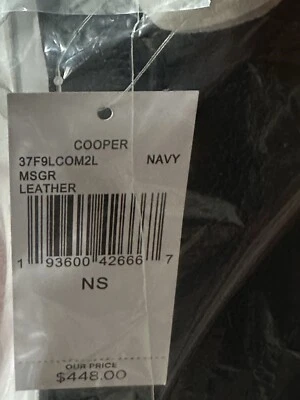 COOPER
37F9LCOM2L NAVY
MSGR
LEATHER
1 93600 42666 7
NS
OUR PRICE
$448.00